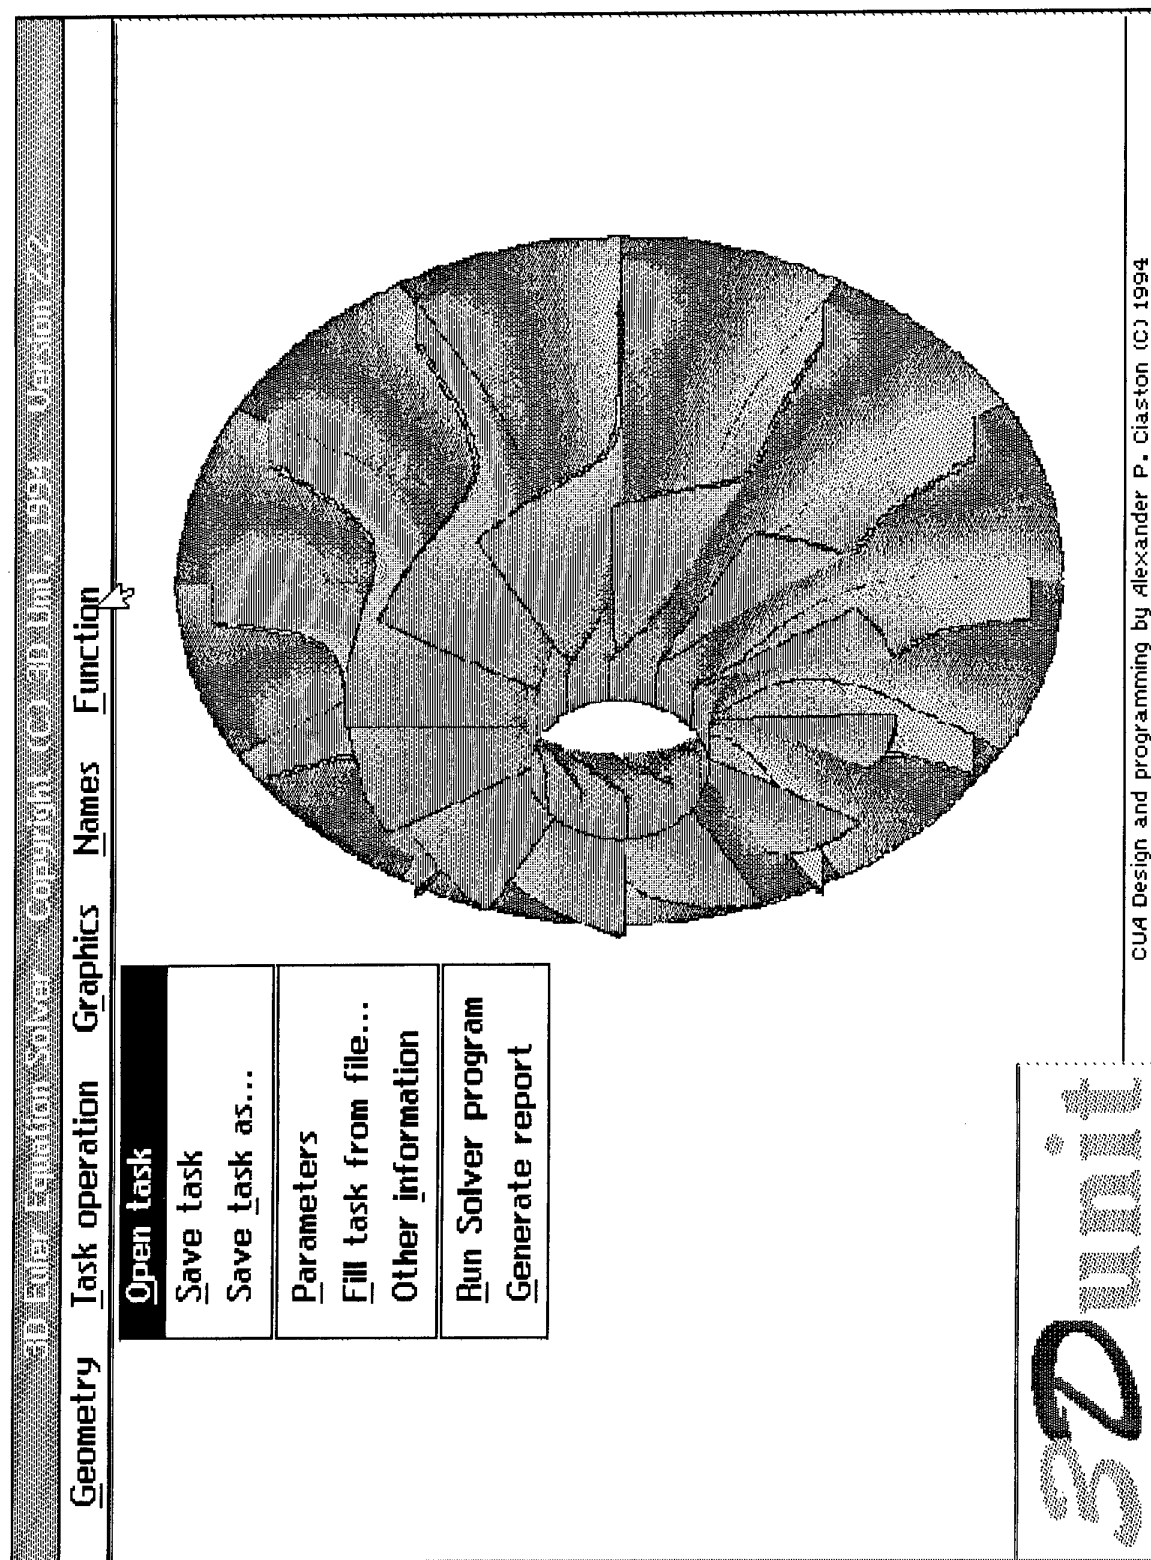 3D Euler Equation Solver - Copyright (C) 3D Unit, 1994 - Version 2.2
Geometry Task operation Graphics Names Function
Open task
Save task
Save task as...
Parameters
Fill task from file...
Other information
Run Solver program
Generate report
3D unit
CUA Design and programming by Alexander P. Ciaston (C) 1994